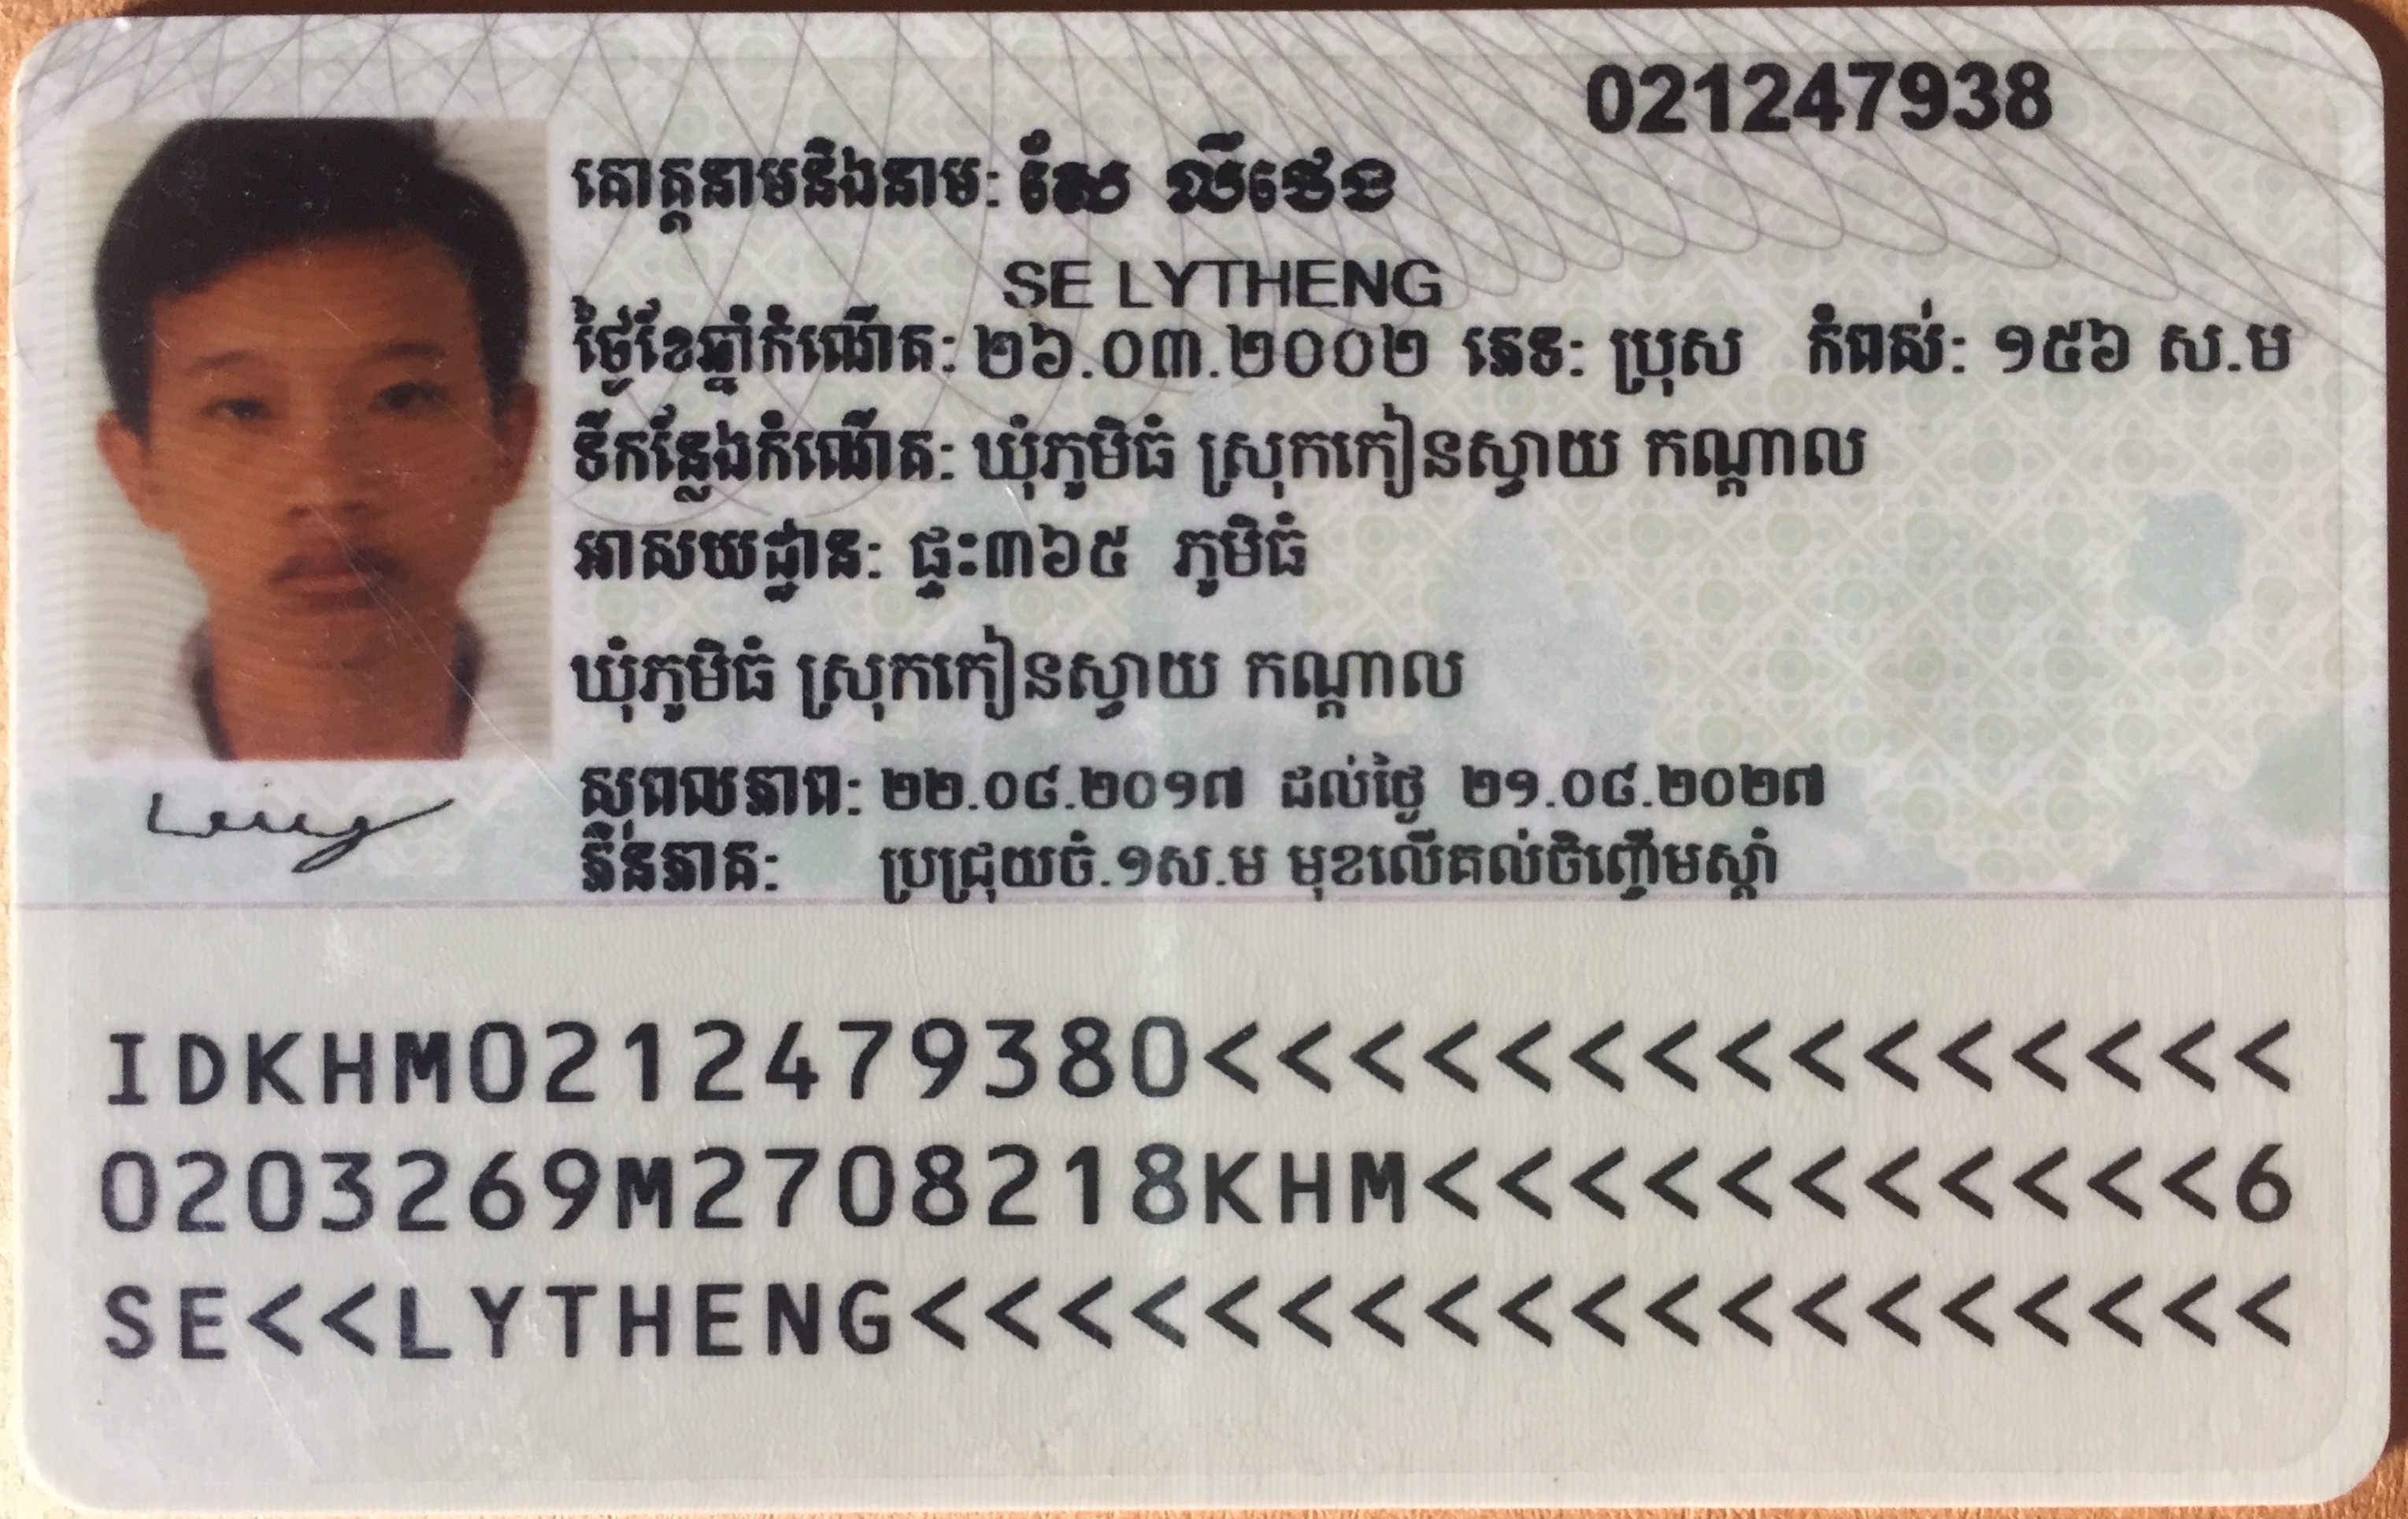 021247938
គោត្តនាមនិងនាម: សែ លីថេង
SE LYTHENG
ថ្ងៃខែឆ្នាំកំណើត: ២៦.០៣.២០០២ ភេទ: ប្រុស កំពស់: ១៥៦ ស.ម
ទីកន្លែងកំណើត: ឃុំភូមិធំ ស្រុកកៀនស្វាយ កណ្តាល
អាសយដ្ឋាន: ផ្ទះ៣៦៥ ភូមិធំ
ឃុំភូមិធំ ស្រុកកៀនស្វាយ កណ្តាល
សុពលភាព: ២២.០៨.២០១៧ ដល់ថ្ងៃ ២១.០៨.២០២៧
ភិនភាគ: ប្រជ្រុយចំ.១ស.ម មុខលើគល់ចិញ្ចើមស្តាំ
IDKHM0212479380<<<<<<<<<<<<<<<
0203269M2708218KHM<<<<<<<<<<<6
SE<<LYTHENG<<<<<<<<<<<<<<<<<<<